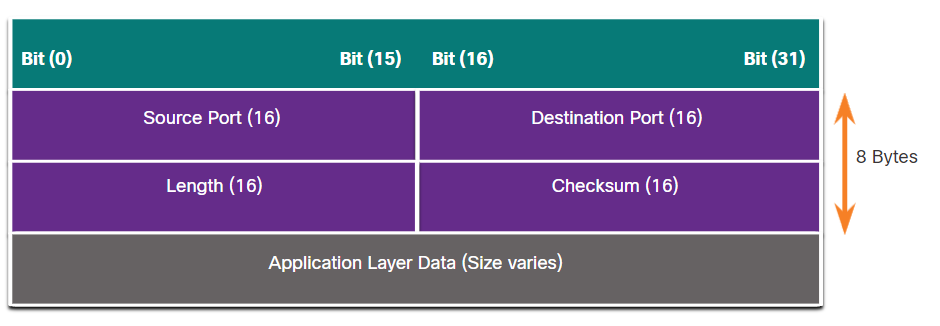 Bit (0) Bit (15) Bit (16) Bit (31)
Source Port (16) Destination Port (16)
8 Bytes
Length (16) Checksum (16)
Application Layer Data (Size varies)